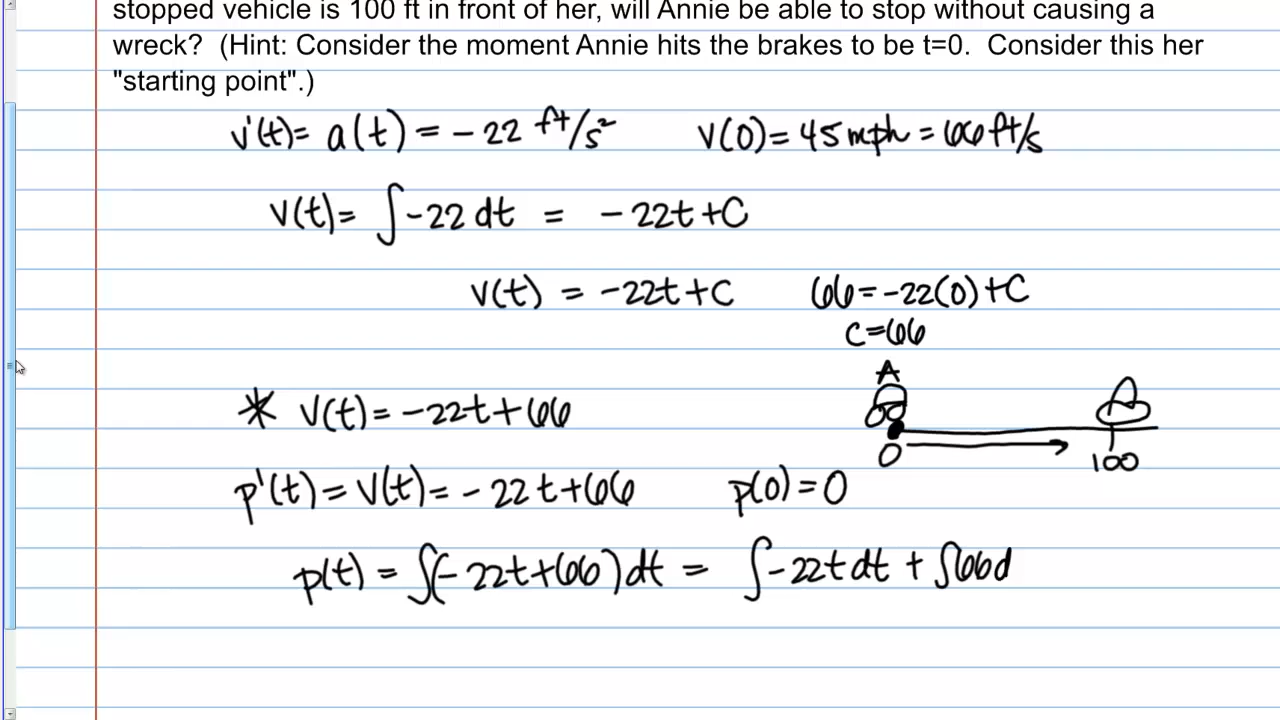 stopped vehicle is 100 ft in front of her, will Annie be able to stop without causing a
wreck? (Hint: Consider the moment Annie hits the brakes to be t=0. Consider this her
"starting point".)
v'(t)= a(t) = -22 ft/s² v(0)= 45 mph = 66 ft/s
v(t)= ∫-22 dt = -22t+C
v(t) = -22t+C 66=-22(0)+C
C=66
A
* v(t)=-22t+66
0 100
p'(t)=v(t)=-22t+66 p(0)=0
p(t) = ∫(-22t+66)dt = ∫-22t dt + ∫66d